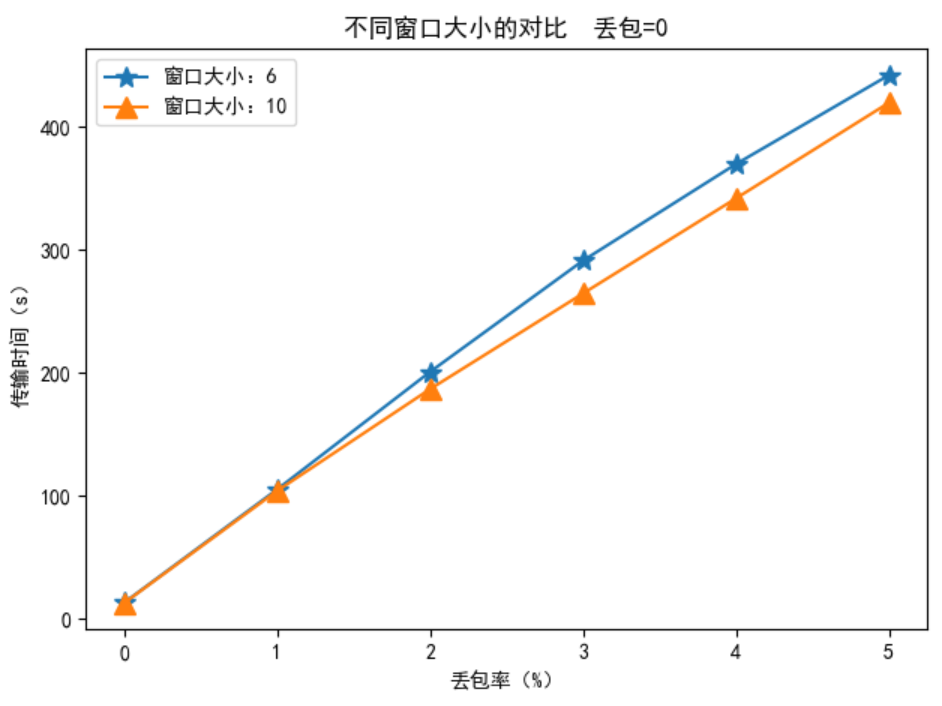 不同窗口大小的对比  丢包=0
窗口大小：6
窗口大小：10
传输时间（s）
400
300
200
100
0
0 1 2 3 4 5
丢包率（%）